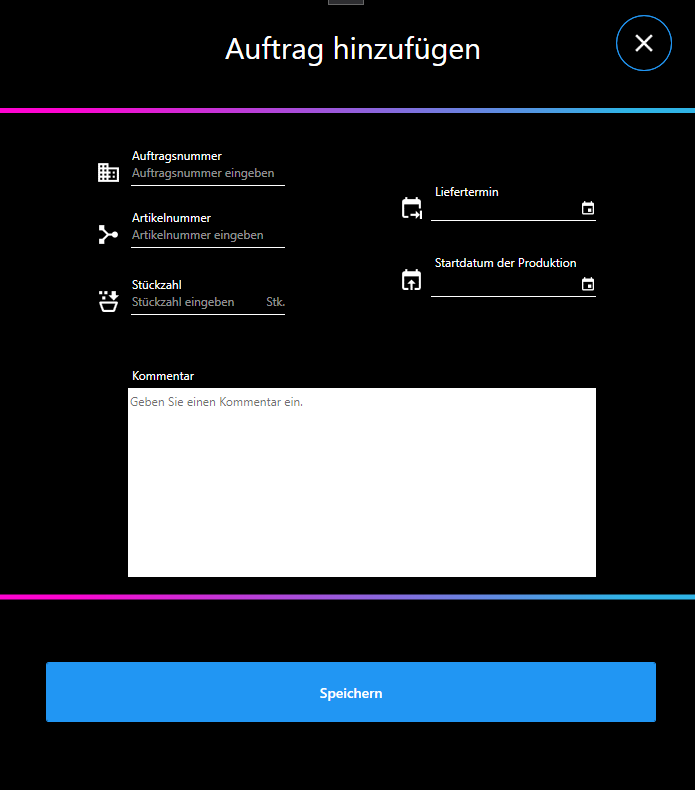 Auftrag hinzufügen
Auftragsnummer
Auftragsnummer eingeben
Artikelnummer
Artikelnummer eingeben
Stückzahl
Stückzahl eingeben Stk.
Liefertermin
Startdatum der Produktion
Kommentar
Geben Sie einen Kommentar ein.
Speichern